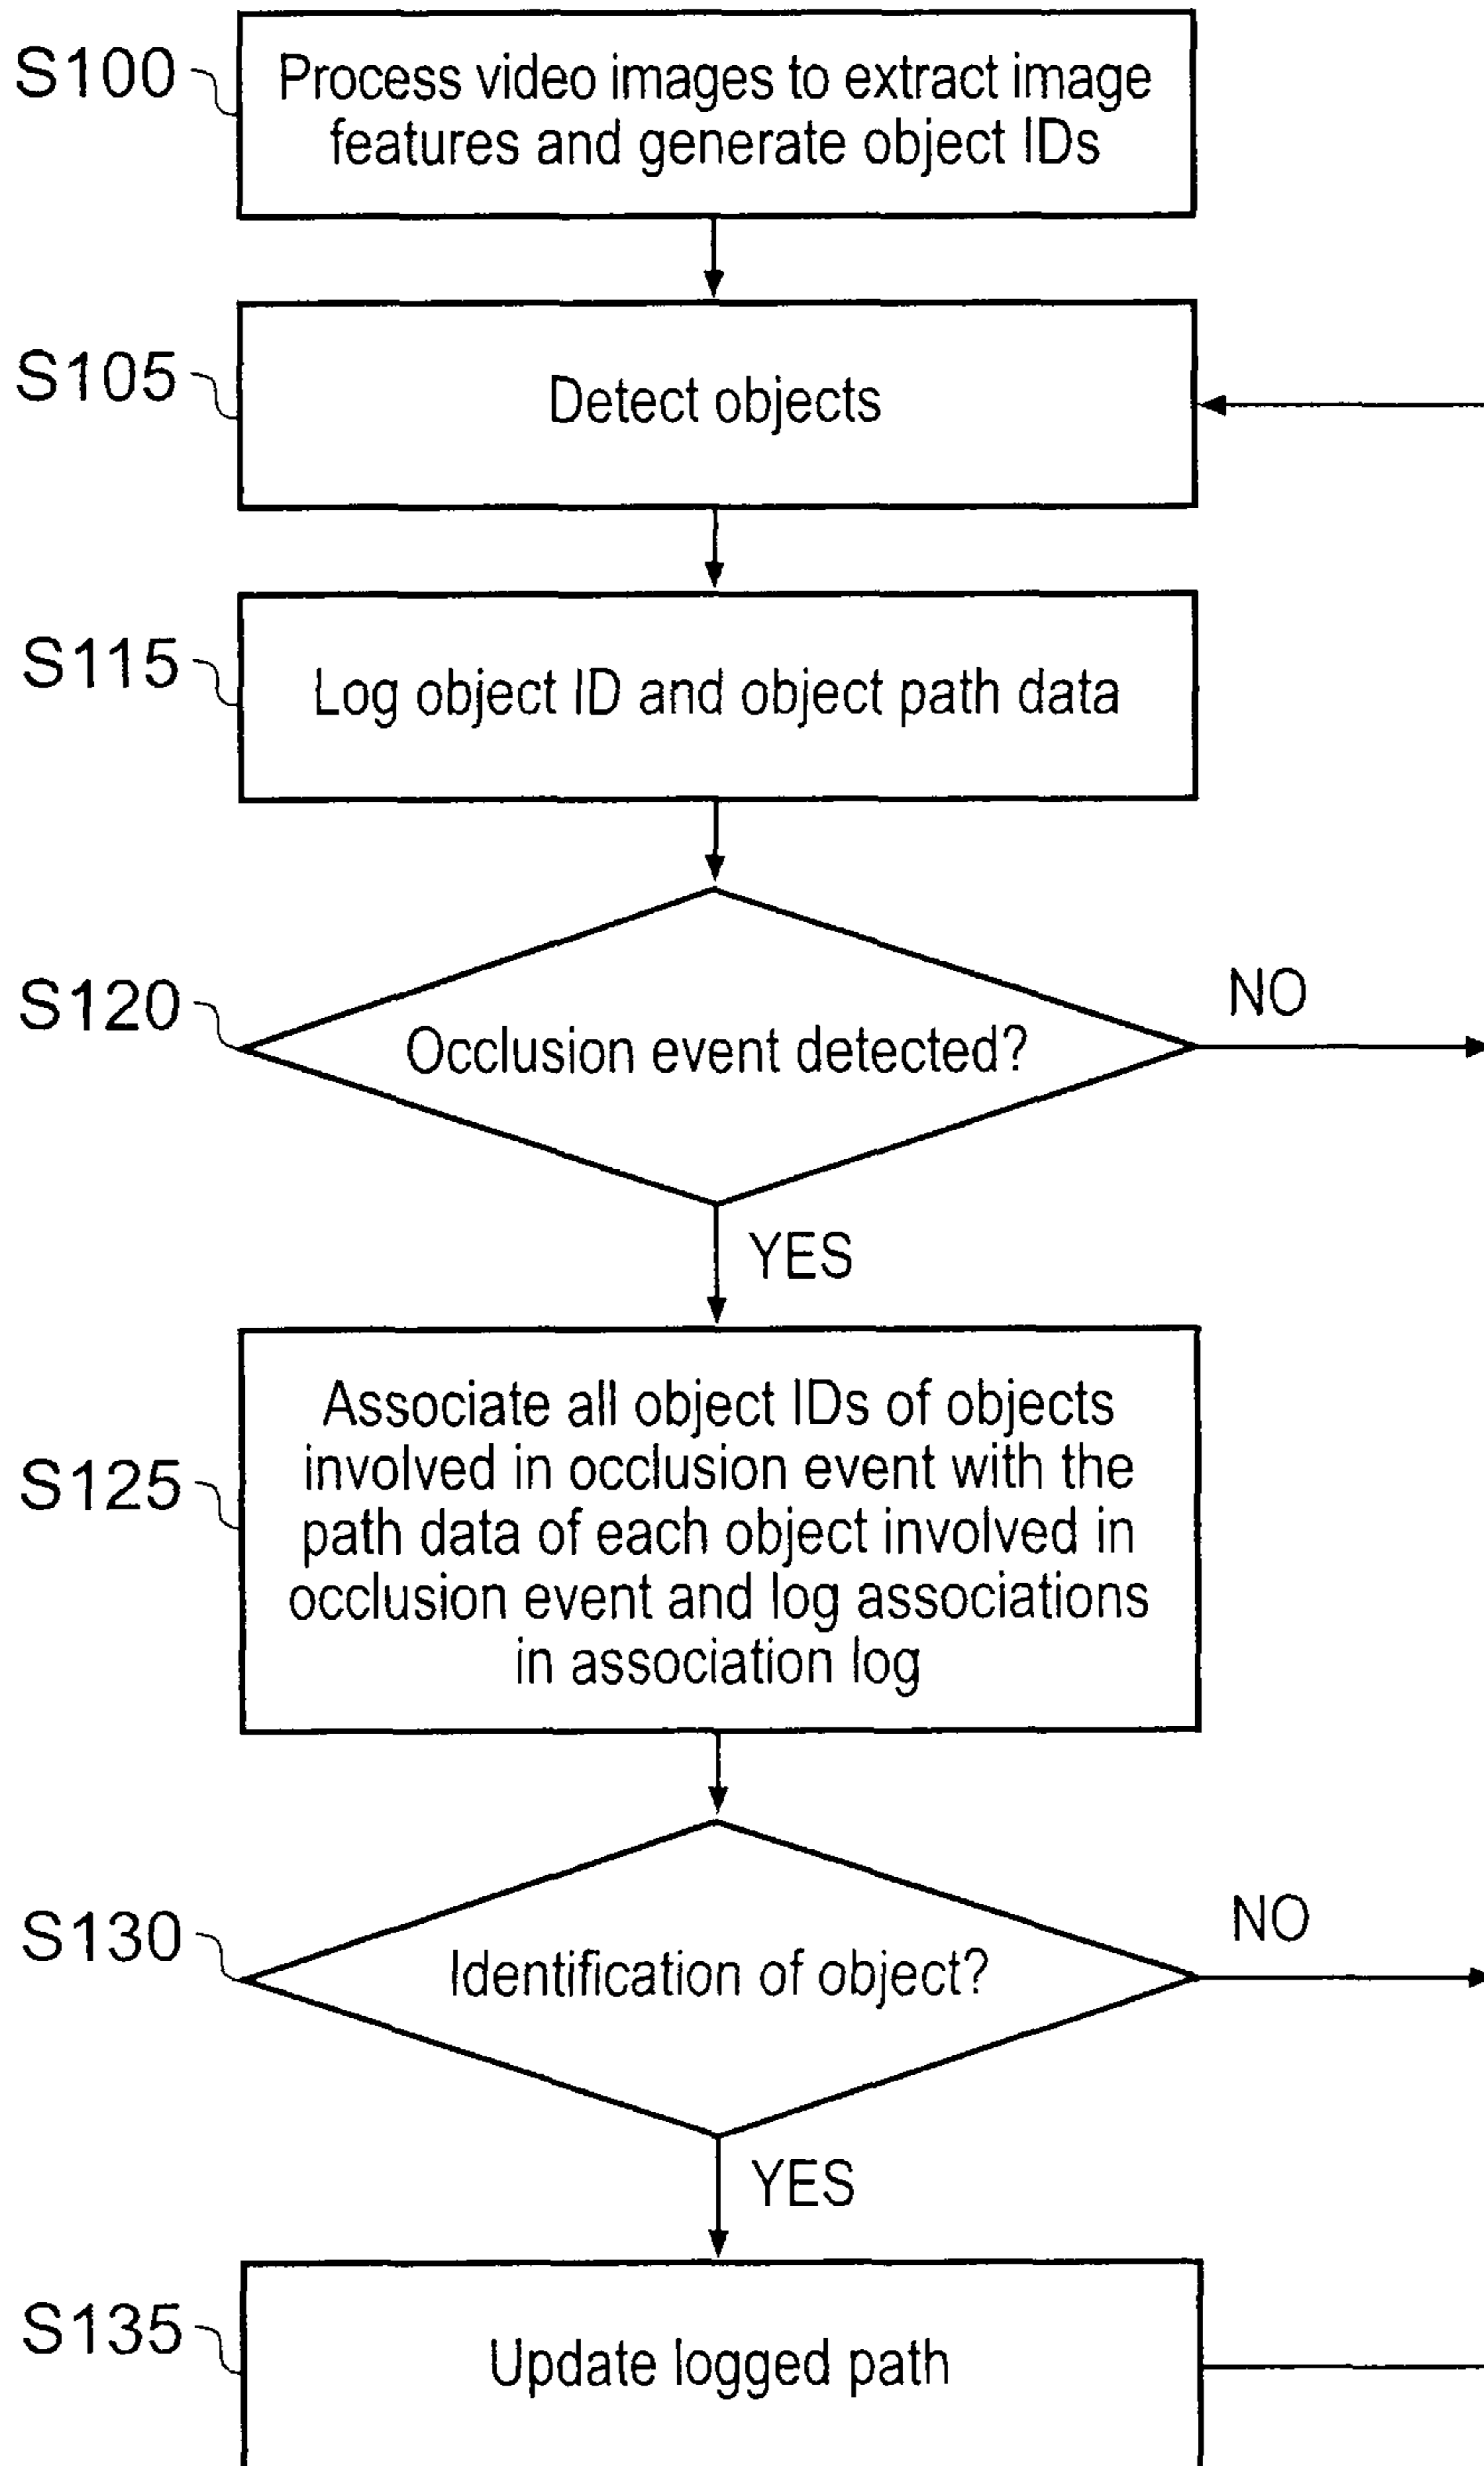 S100
Process video images to extract image
features and generate object IDs
S105
Detect objects
S115
Log object ID and object path data
S120
Occlusion event detected?
NO
YES
S125
Associate all object IDs of objects
involved in occlusion event with the
path data of each object involved in
occlusion event and log associations
in association log
S130
Identification of object?
NO
YES
S135
Update logged path